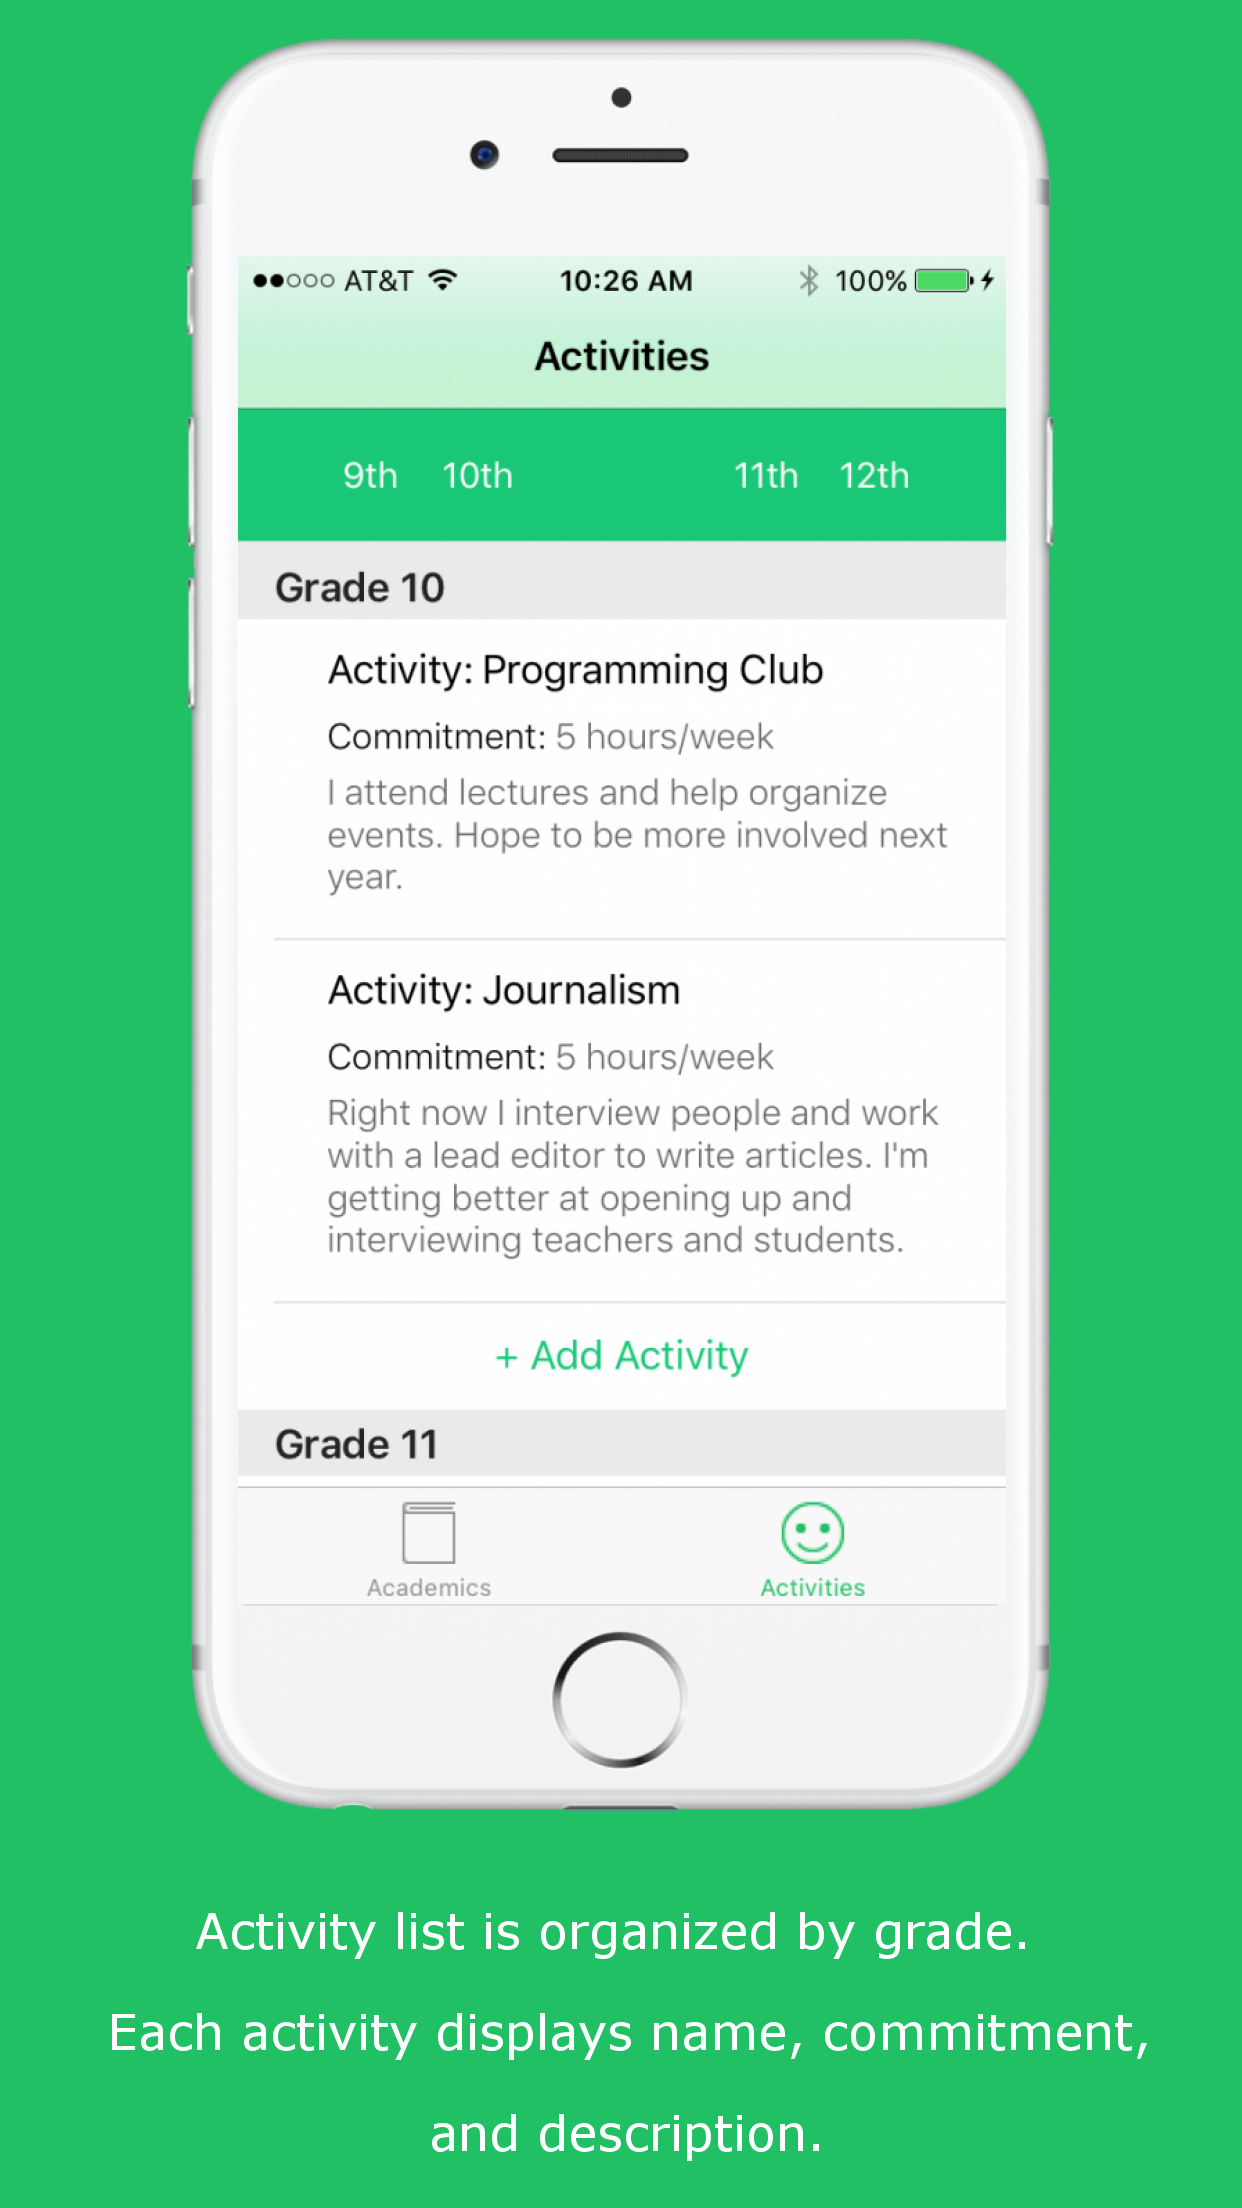 AT&T 10:26 AM 100%
Activities
9th 10th 11th 12th
Grade 10
Activity: Programming Club
Commitment: 5 hours/week
I attend lectures and help organize
events. Hope to be more involved next
year.
Activity: Journalism
Commitment: 5 hours/week
Right now I interview people and work
with a lead editor to write articles. I'm
getting better at opening up and
interviewing teachers and students.
+ Add Activity
Grade 11
Academics Activities
Activity list is organized by grade.
Each activity displays name, commitment,
and description.